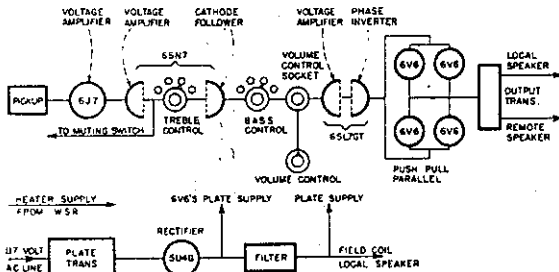 VOLTAGE
AMPLIFIER
VOLTAGE
AMPLIFIER
6SN7
CATHODE
FOLLOWER
VOLTAGE
AMPLIFIER
PHASE
INVERTER
VOLUME
CONTROL
SOCKET
PICKUP
6J7
TREBLE
CONTROL
BASS
CONTROL
6SL7GT
6V6
6V6
6V6
6V6
LOCAL
SPEAKER
OUTPUT
TRANS.
REMOTE
SPEAKER
TO MUTING SWITCH
VOLUME CONTROL
PUSH PULL
PARALLEL
HEATER SUPPLY
FROM WSR
6V6'S PLATE SUPPLY
PLATE SUPPLY
RECTIFIER
117 VOLT
AC LINE
PLATE
TRANS
5U4G
FILTER
FIELD COIL
LOCAL SPEAKER